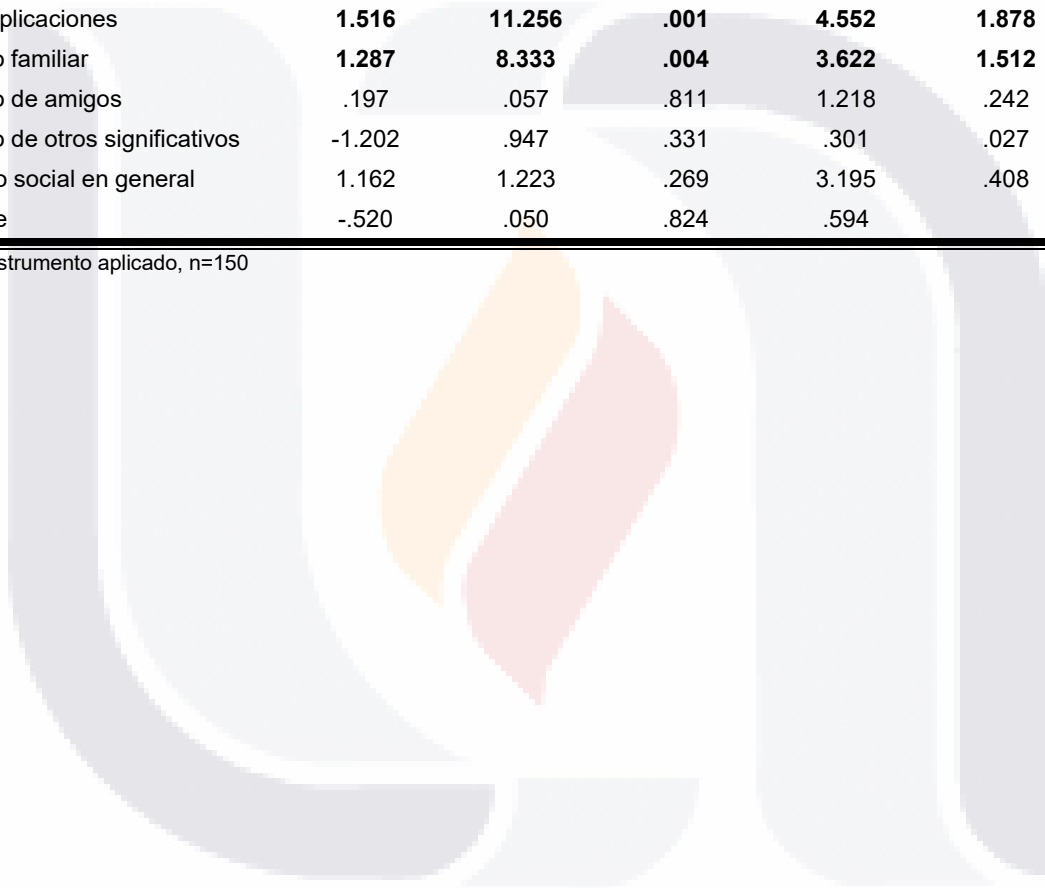 plicaciones 1.516 11.256 .001 4.552 1.878
o familiar 1.287 8.333 .004 3.622 1.512
o de amigos .197 .057 .811 1.218 .242
o de otros significativos -1.202 .947 .331 .301 .027
o social en general 1.162 1.223 .269 3.195 .408
e -.520 .050 .824 .594
strumento aplicado, n=150